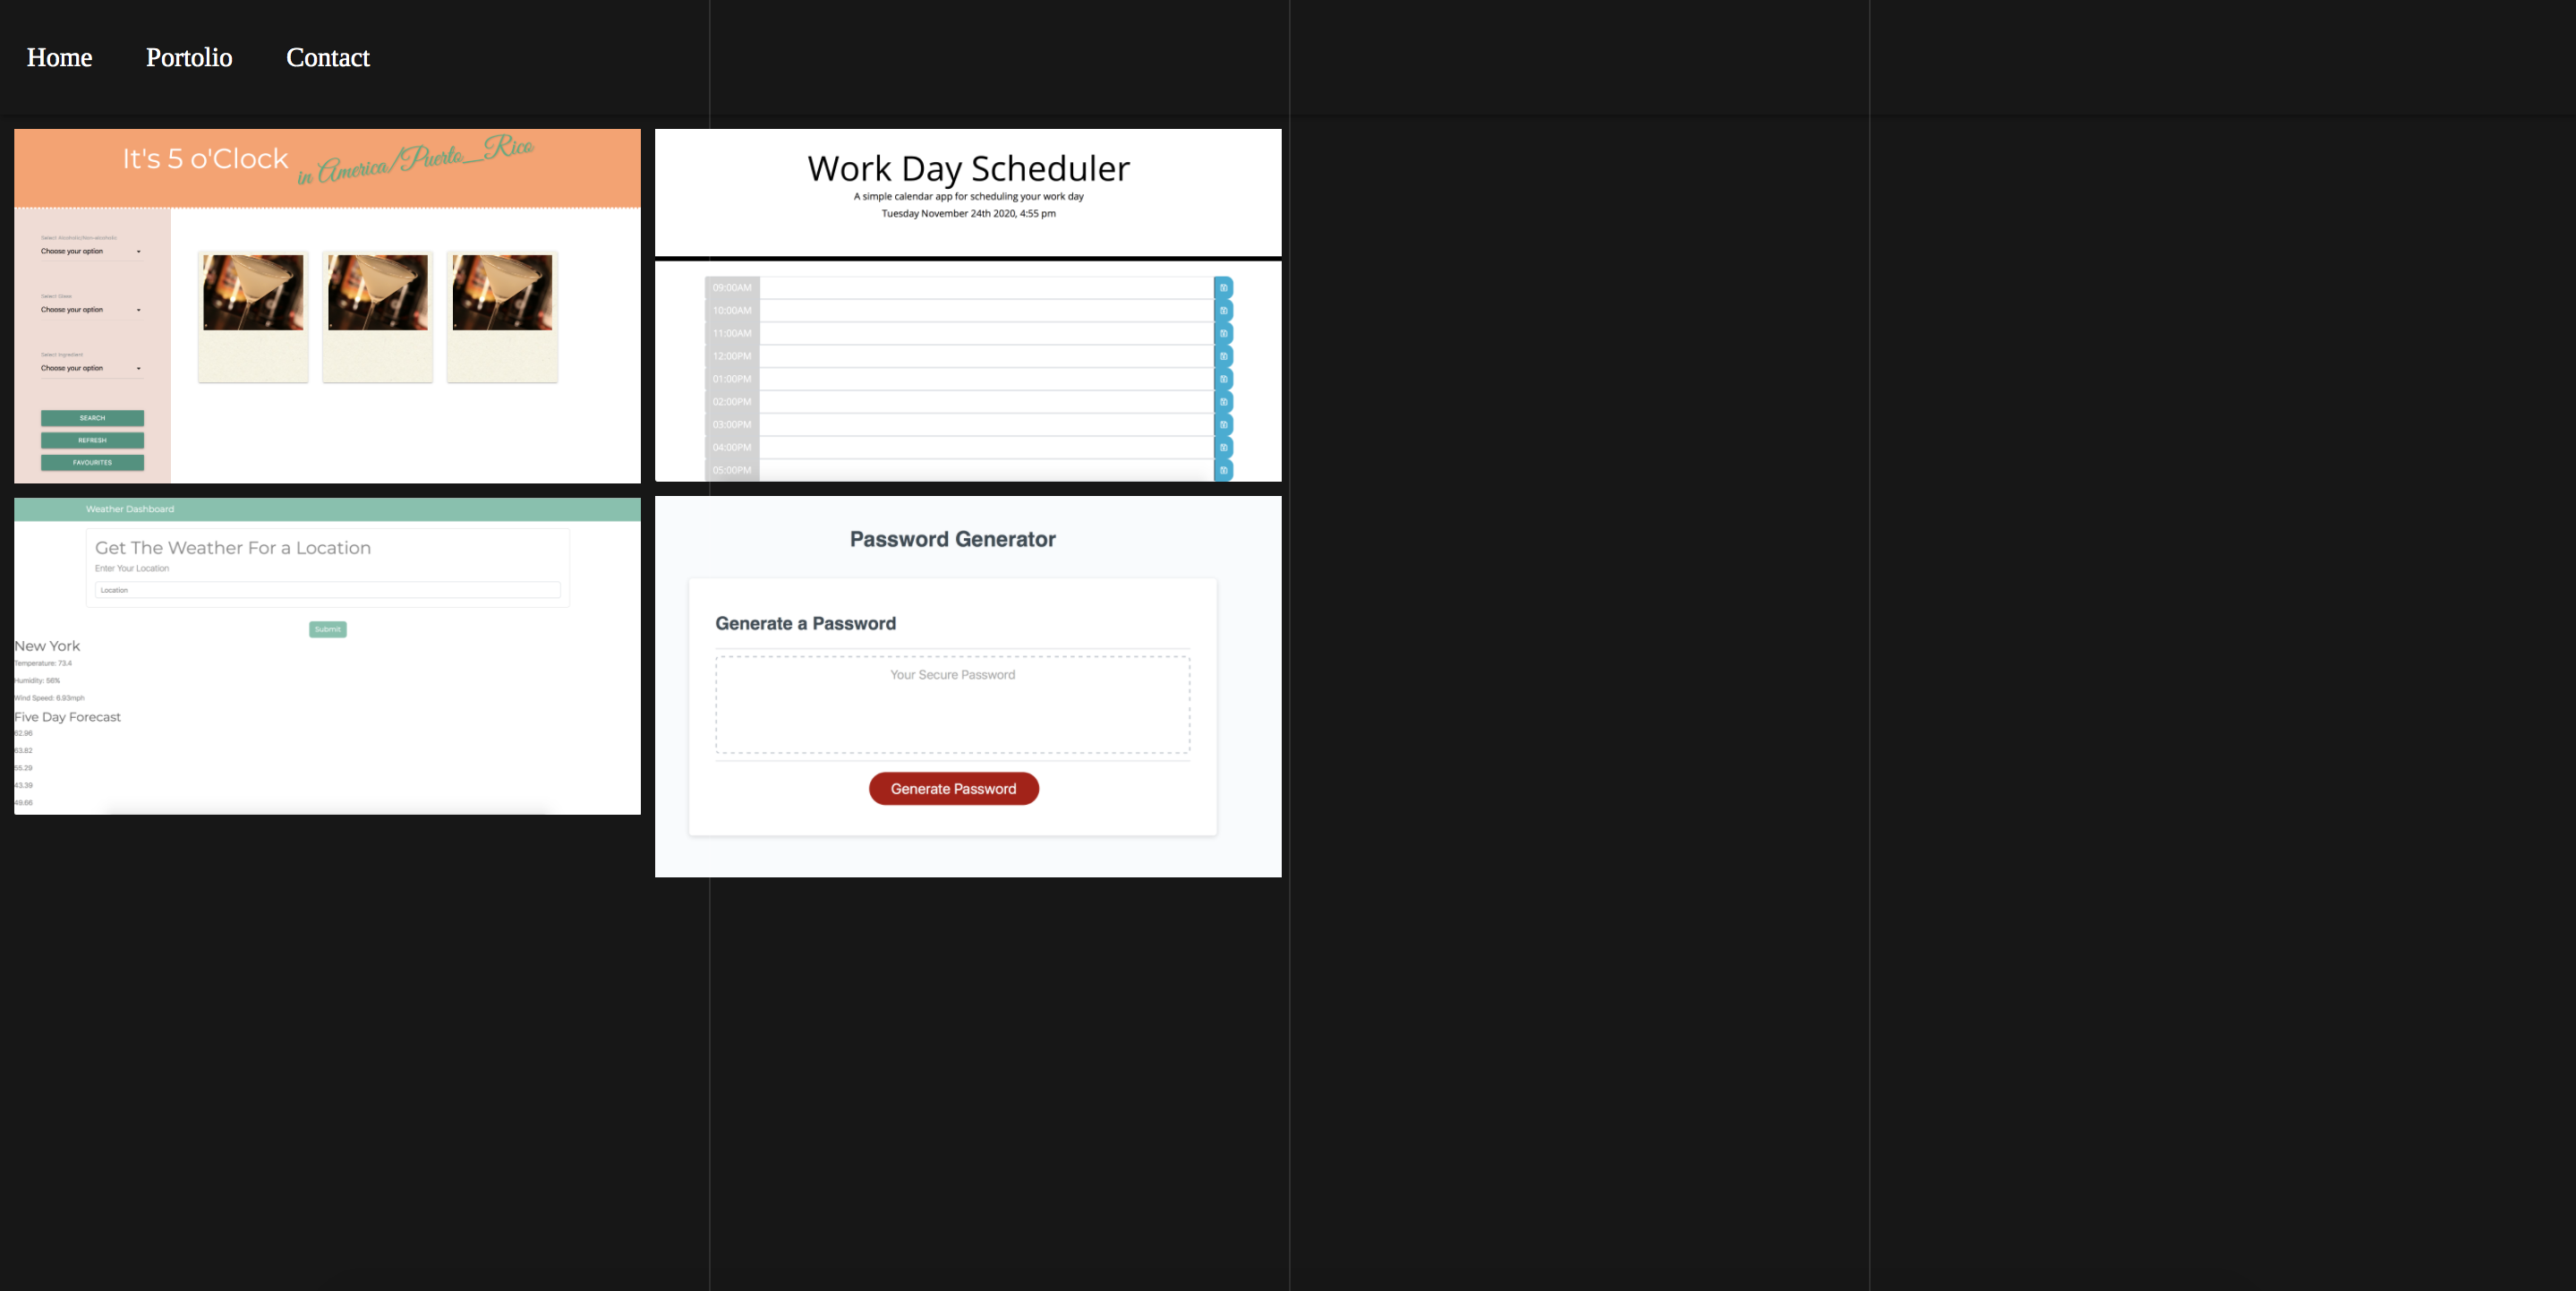 Home Portolio Contact
It's 5 o'Clock in America/Puerto_Rico
Select Alcoholic/Non-alcoholic
Choose your option
Select Glass
Choose your option
Select Ingredient
Choose your option
SEARCH
REFRESH
FAVOURITES
Work Day Scheduler
A simple calendar app for scheduling your work day
Tuesday November 24th 2020, 4:55 pm
09:00AM
10:00AM
11:00AM
12:00PM
01:00PM
02:00PM
03:00PM
04:00PM
05:00PM
Weather Dashboard
Get The Weather For a Location
Enter Your Location
Location
Submit
New York
Temperature: 73.4
Humidity: 56%
Wind Speed: 6.93mph
Five Day Forecast
62.96
63.82
55.29
43.39
49.66
Password Generator
Generate a Password
Your Secure Password
Generate Password